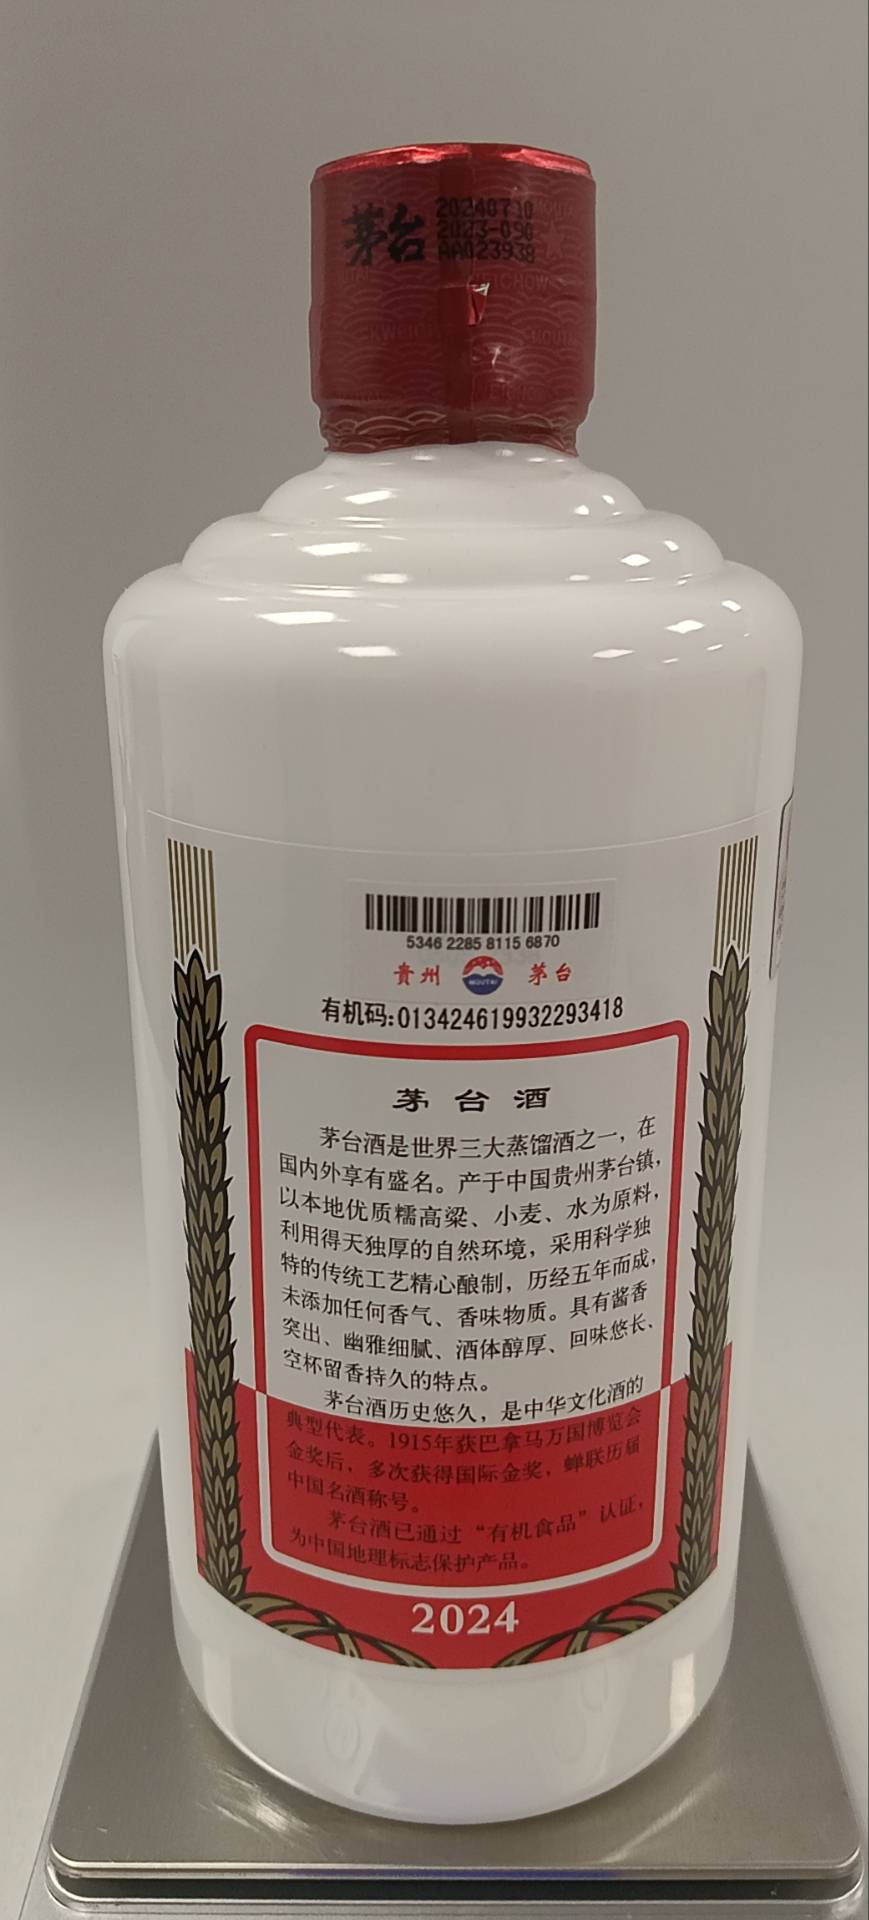 茅台
20240710
2023-090
AA023938
5346 2285 8115 6870
貴州 MOUTAI 茅台
有机码:013424619932293418
茅台酒
茅台酒是世界三大蒸馏酒之一，在
国内外享有盛名。产于中国贵州茅台镇，
以本地优质糯高粱、小麦、水为原料，
利用得天独厚的自然环境，采用科学独
特的传统工艺精心酿制，历经五年而成，
未添加任何香气、香味物质。具有酱香
突出、幽雅细腻、酒体醇厚、回味悠长、
空杯留香持久的特点。
茅台酒历史悠久，是中华文化酒的
典型代表。1915年获巴拿马万国博览会
金奖后，多次获得国际金奖，蝉联历届
中国名酒称号。
茅台酒已通过“有机食品”认证，
为中国地理标志保护产品。
2024